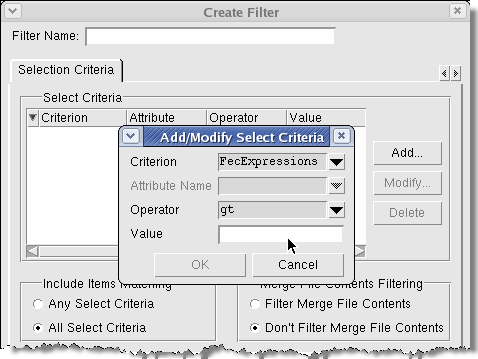 Create Filter
Filter Name:
Selection Criteria
Select Criteria
Criterion Attribute Operator Value
Add/Modify Select Criteria
Criterion FecExpressions
Attribute Name
Operator gt
Value
OK Cancel
Add...
Modify...
Delete
Include Items Matching
Any Select Criteria
All Select Criteria
Merge File Contents Filtering
Filter Merge File Contents
Don't Filter Merge File Contents